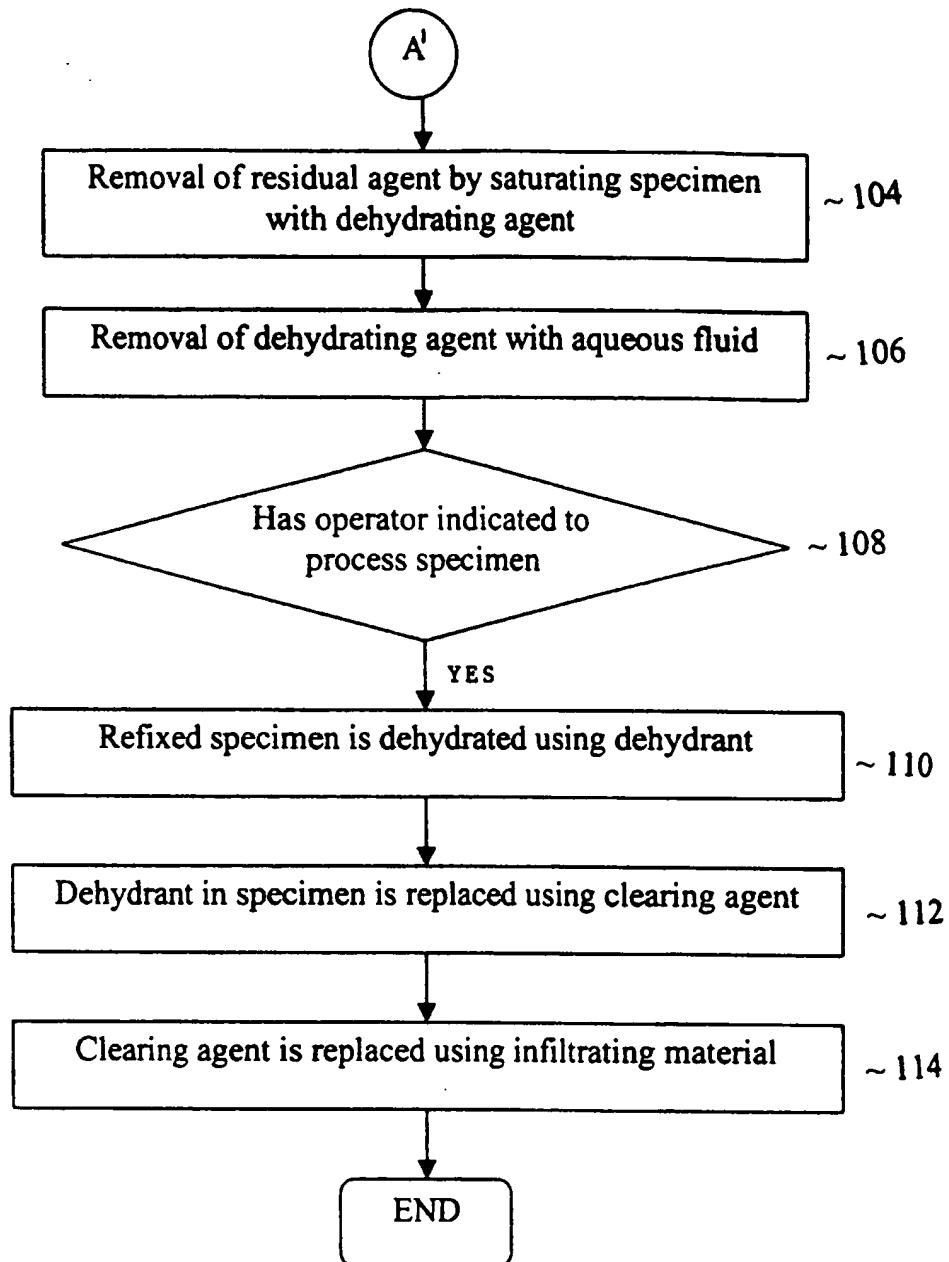 A'
Removal of residual agent by saturating specimen
with dehydrating agent
~ 104
Removal of dehydrating agent with aqueous fluid
~ 106
Has operator indicated to
process specimen
~ 108
YES
Refixed specimen is dehydrated using dehydrant
~ 110
Dehydrant in specimen is replaced using clearing agent
~ 112
Clearing agent is replaced using infiltrating material
~ 114
END